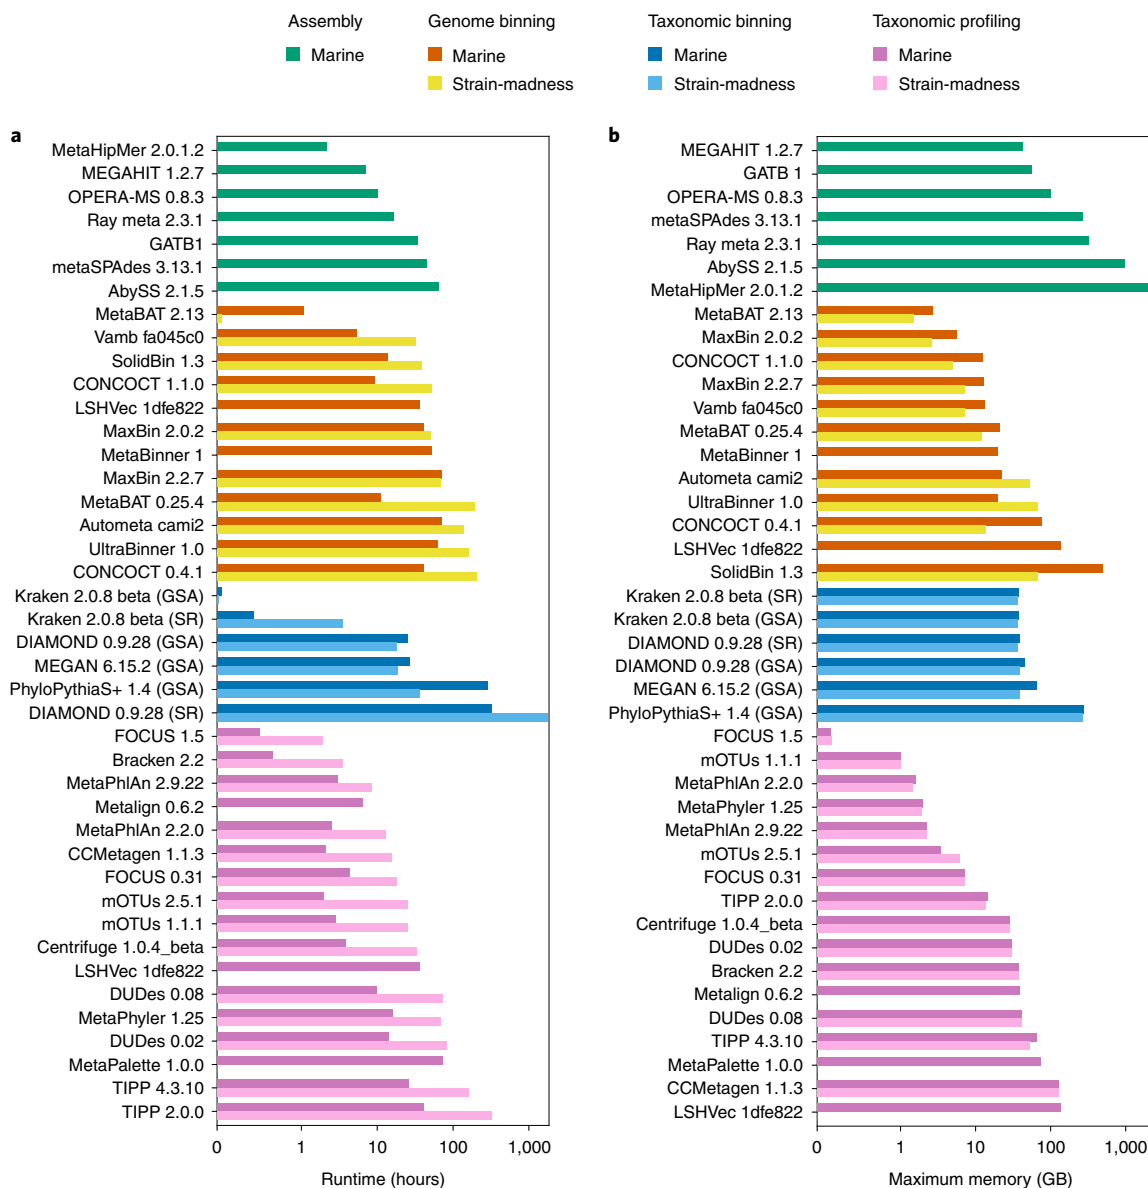 Assembly
Genome binning
Taxonomic binning
Taxonomic profiling
Marine
Marine
Marine
Marine
Strain-madness
Strain-madness
Strain-madness
a
MetaHipMer 2.0.1.2
MEGAHIT 1.2.7
OPERA-MS 0.8.3
Ray meta 2.3.1
GATB1
metaSPAdes 3.13.1
AbySS 2.1.5
MetaBAT 2.13
Vamb fa045c0
SolidBin 1.3
CONCOCT 1.1.0
LSHVec 1dfe822
MaxBin 2.0.2
MetaBinner 1
MaxBin 2.2.7
MetaBAT 0.25.4
Autometa cami2
UltraBinner 1.0
CONCOCT 0.4.1
Kraken 2.0.8 beta (GSA)
Kraken 2.0.8 beta (SR)
DIAMOND 0.9.28 (GSA)
MEGAN 6.15.2 (GSA)
PhyloPythiaS+ 1.4 (GSA)
DIAMOND 0.9.28 (SR)
FOCUS 1.5
Bracken 2.2
MetaPhlAn 2.9.22
Metalign 0.6.2
MetaPhlAn 2.2.0
CCMetagen 1.1.3
FOCUS 0.31
mOTUs 2.5.1
mOTUs 1.1.1
Centrifuge 1.0.4_beta
LSHVec 1dfe822
DUDes 0.08
MetaPhyler 1.25
DUDes 0.02
MetaPalette 1.0.0
TIPP 4.3.10
TIPP 2.0.0
0 1 10 100 1,000
Runtime (hours)
b
MEGAHIT 1.2.7
GATB 1
OPERA-MS 0.8.3
metaSPAdes 3.13.1
Ray meta 2.3.1
AbySS 2.1.5
MetaHipMer 2.0.1.2
MetaBAT 2.13
MaxBin 2.0.2
CONCOCT 1.1.0
MaxBin 2.2.7
Vamb fa045c0
MetaBAT 0.25.4
MetaBinner 1
Autometa cami2
UltraBinner 1.0
CONCOCT 0.4.1
LSHVec 1dfe822
SolidBin 1.3
Kraken 2.0.8 beta (SR)
Kraken 2.0.8 beta (GSA)
DIAMOND 0.9.28 (SR)
DIAMOND 0.9.28 (GSA)
MEGAN 6.15.2 (GSA)
PhyloPythiaS+ 1.4 (GSA)
FOCUS 1.5
mOTUs 1.1.1
MetaPhlAn 2.2.0
MetaPhyler 1.25
MetaPhlAn 2.9.22
mOTUs 2.5.1
FOCUS 0.31
TIPP 2.0.0
Centrifuge 1.0.4_beta
DUDes 0.02
Bracken 2.2
Metalign 0.6.2
DUDes 0.08
TIPP 4.3.10
MetaPalette 1.0.0
CCMetagen 1.1.3
LSHVec 1dfe822
0 1 10 100 1,000
Maximum memory (GB)